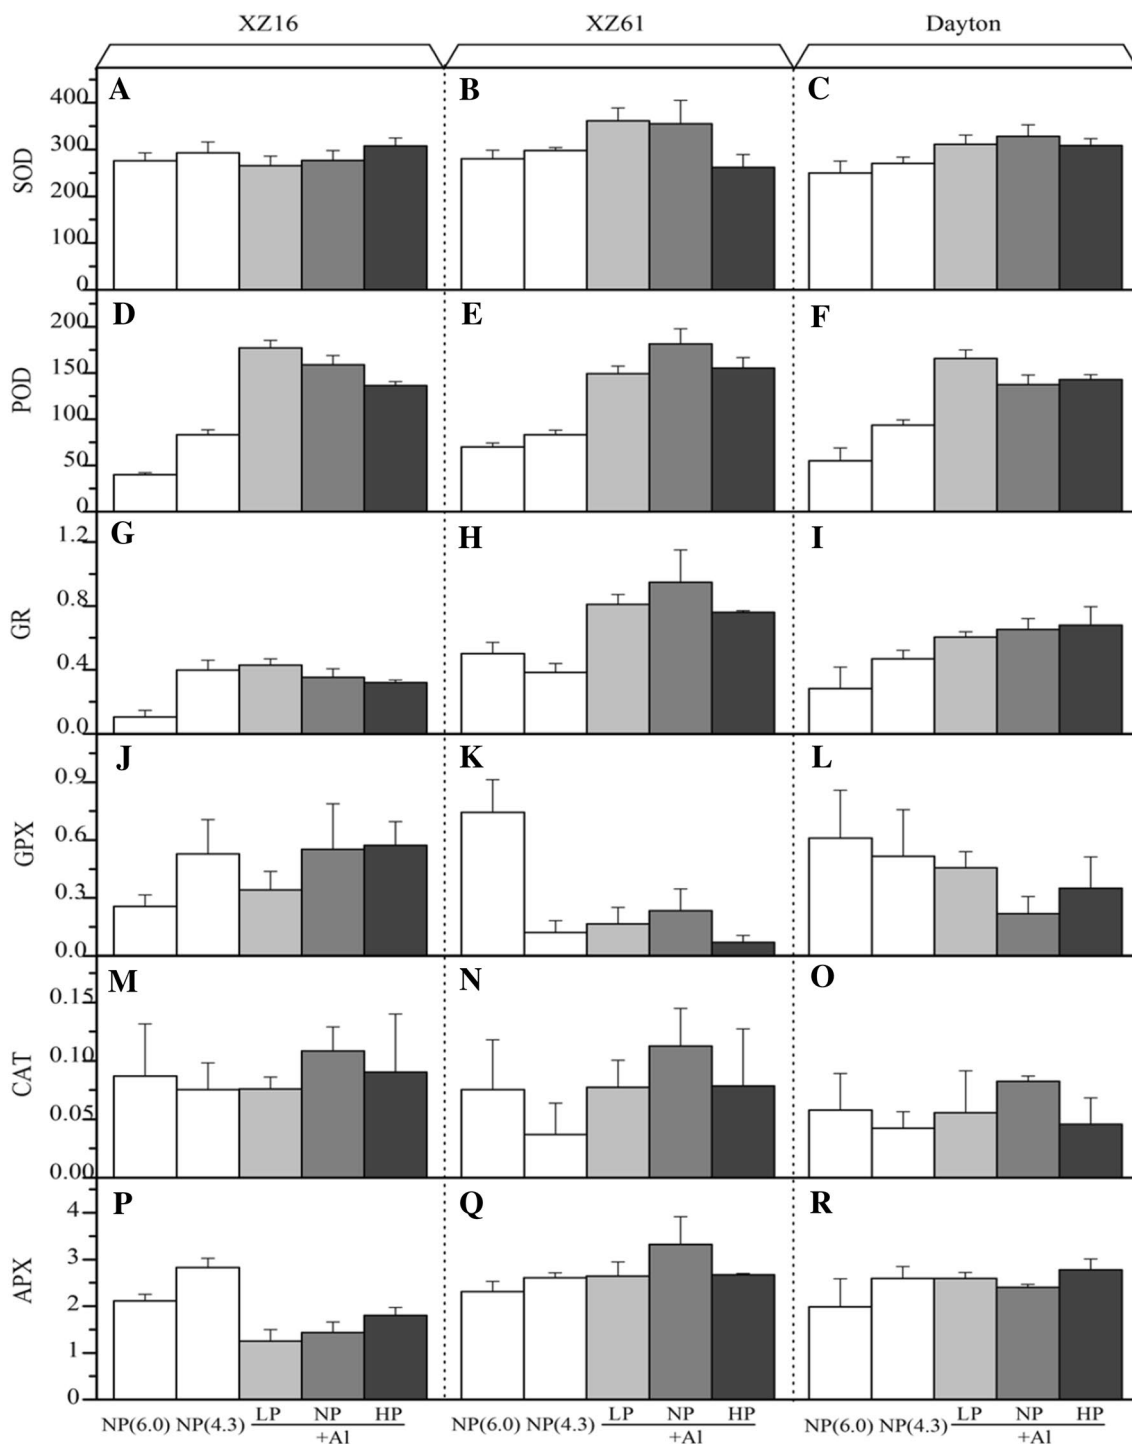 XZ16 XZ61 Dayton
A B C
400
300
200
100
0
SOD
D E F
200
150
100
50
0
POD
G H I
1.2
0.8
0.4
0.0
GR
J K L
0.9
0.6
0.3
0.0
GPX
M N O
0.15
0.10
0.05
0.00
CAT
P Q R
4
3
2
1
0
APX
NP(6.0) NP(4.3) LP NP HP NP(6.0) NP(4.3) LP NP HP NP(6.0) NP(4.3) LP NP HP
+Al +Al +Al